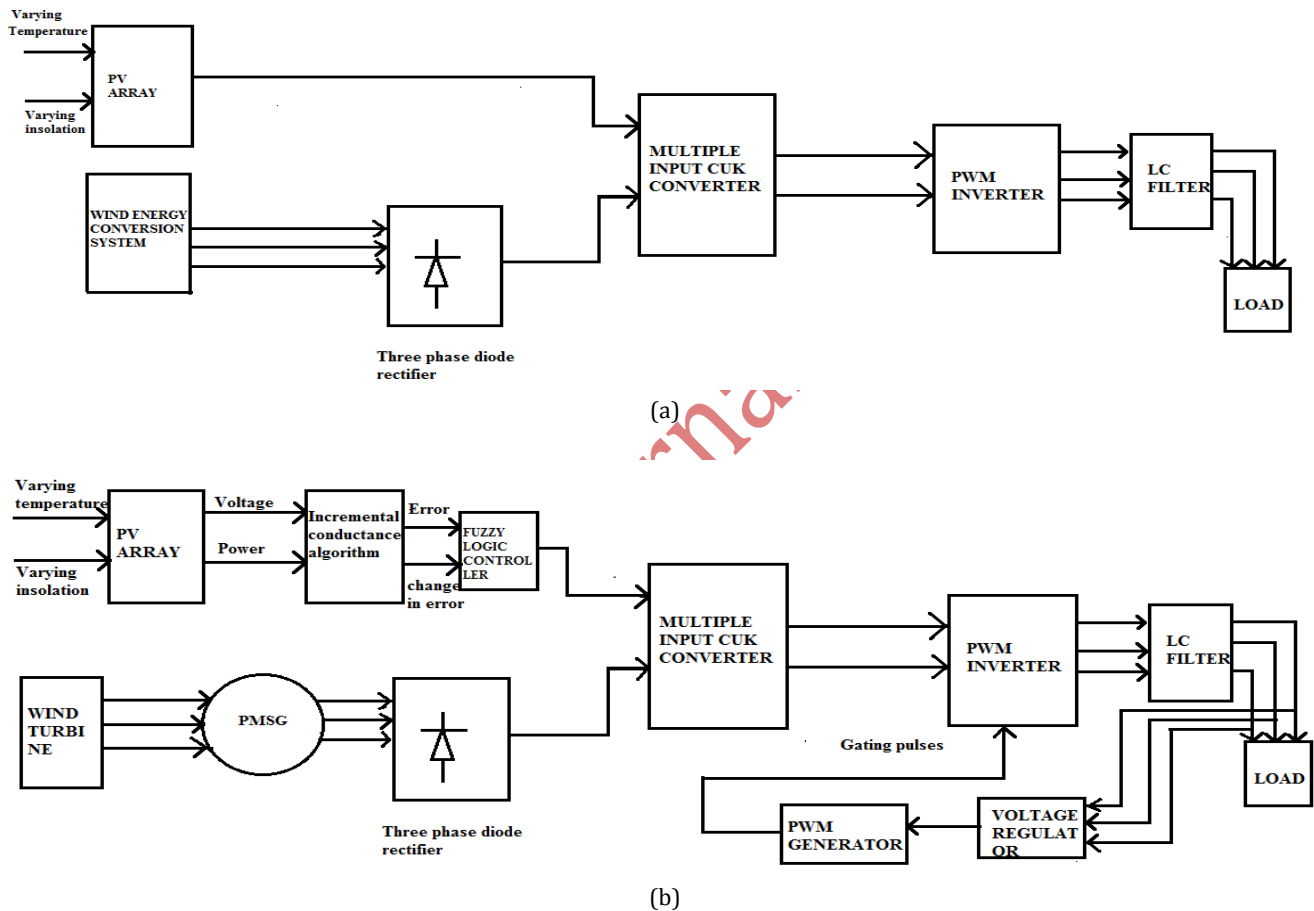 Varying
Temperature
PV
ARRAY
Varying
insolation
MULTIPLE
INPUT CUK
CONVERTER
PWM
INVERTER
LC
FILTER
WIND ENERGY
CONVERSION
SYSTEM
LOAD
Three phase diode
rectifier
(a)
Varying
temperature
PV
ARRAY
Varying
insolation
Voltage
Power
Incremental
conductance
algorithm
Error
change
in error
FUZZY
LOGIC
CONTROL
LER
MULTIPLE
INPUT CUK
CONVERTER
PWM
INVERTER
LC
FILTER
WIND
TURBI
NE
PMSG
Three phase diode
rectifier
Gating pulses
PWM
GENERATOR
VOLTAGE
REGULAT
OR
LOAD
(b)